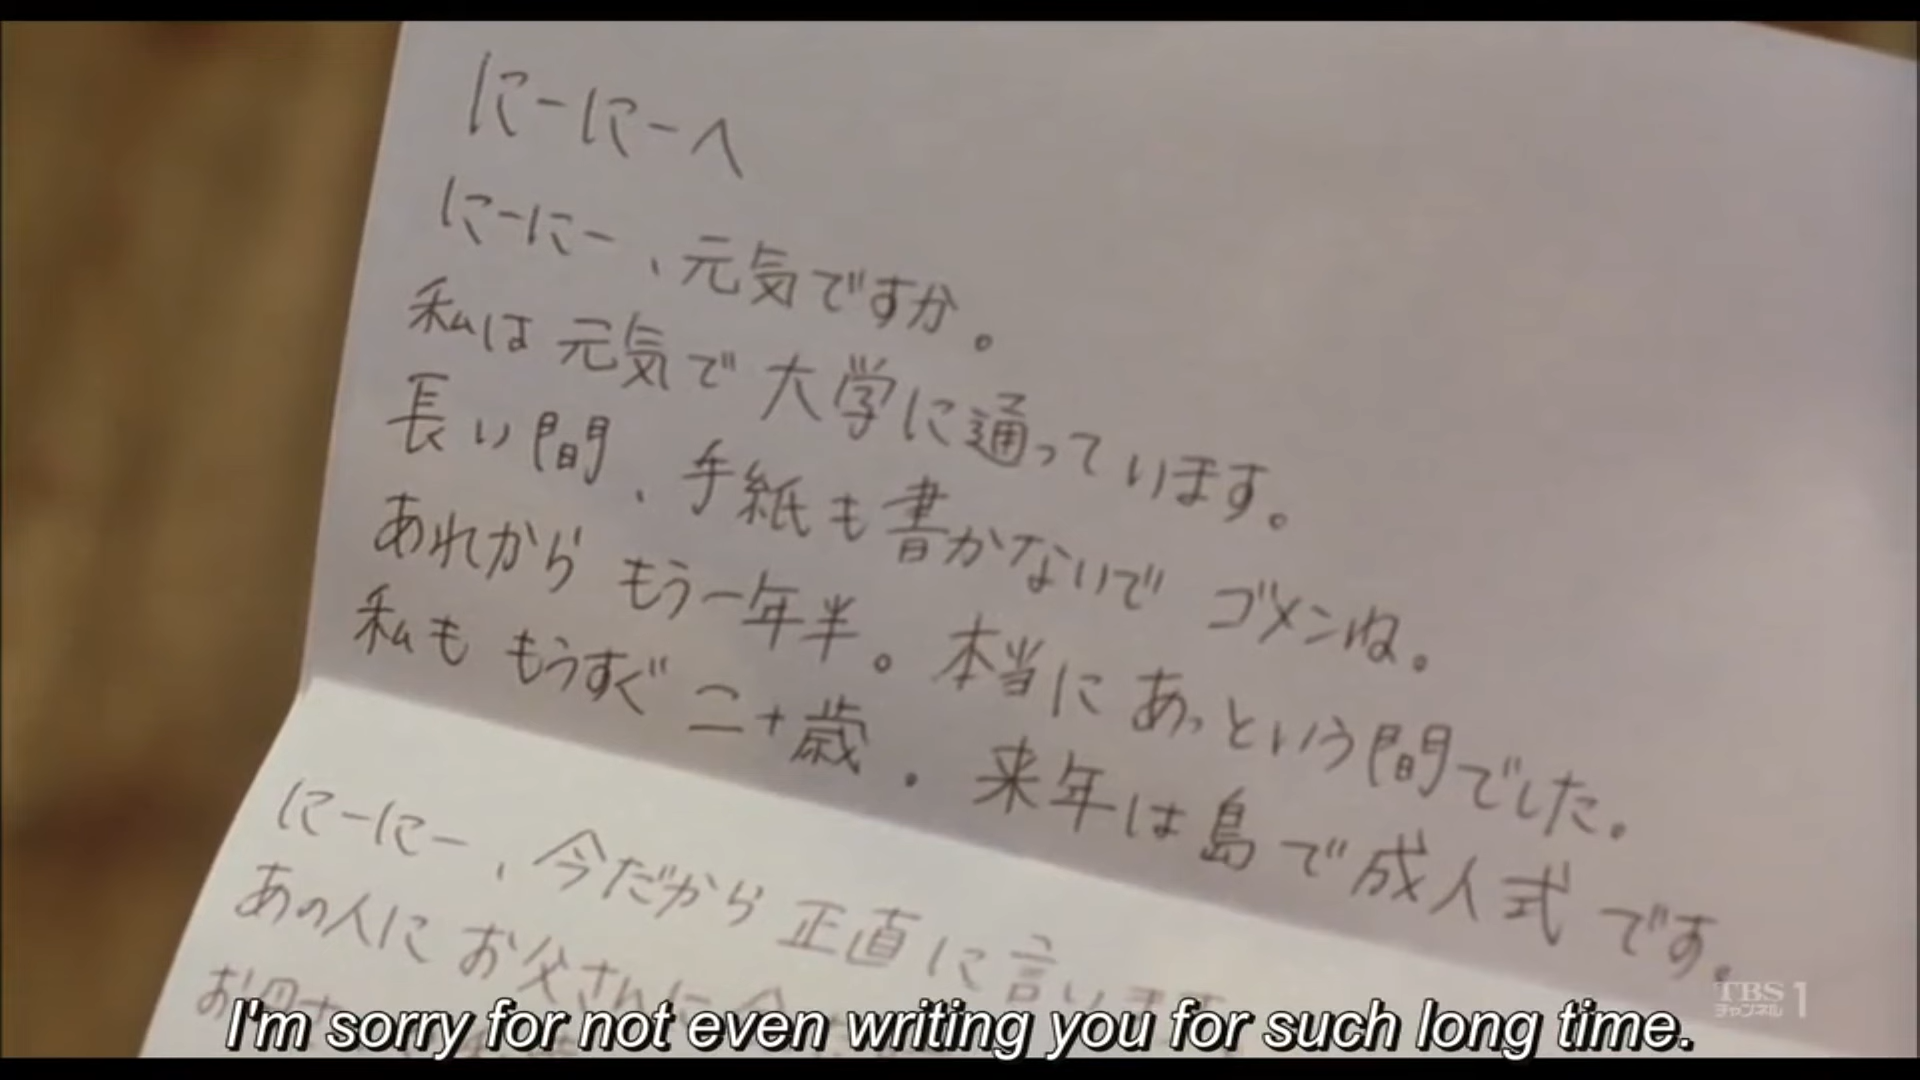 にーにーへ
にーにー、元気ですか。
私は元気で大学に通っています。
長い間、手紙も書かないでゴメンね。
あれからもう一年半。本当にあっという間でした。
私ももうすぐ二十歳。来年は島で成人式です。
にーにー、今だから正直に言います
あの人にお父さんに
I'm sorry for not even writing you for such long time.
TBS 1
チャンネル